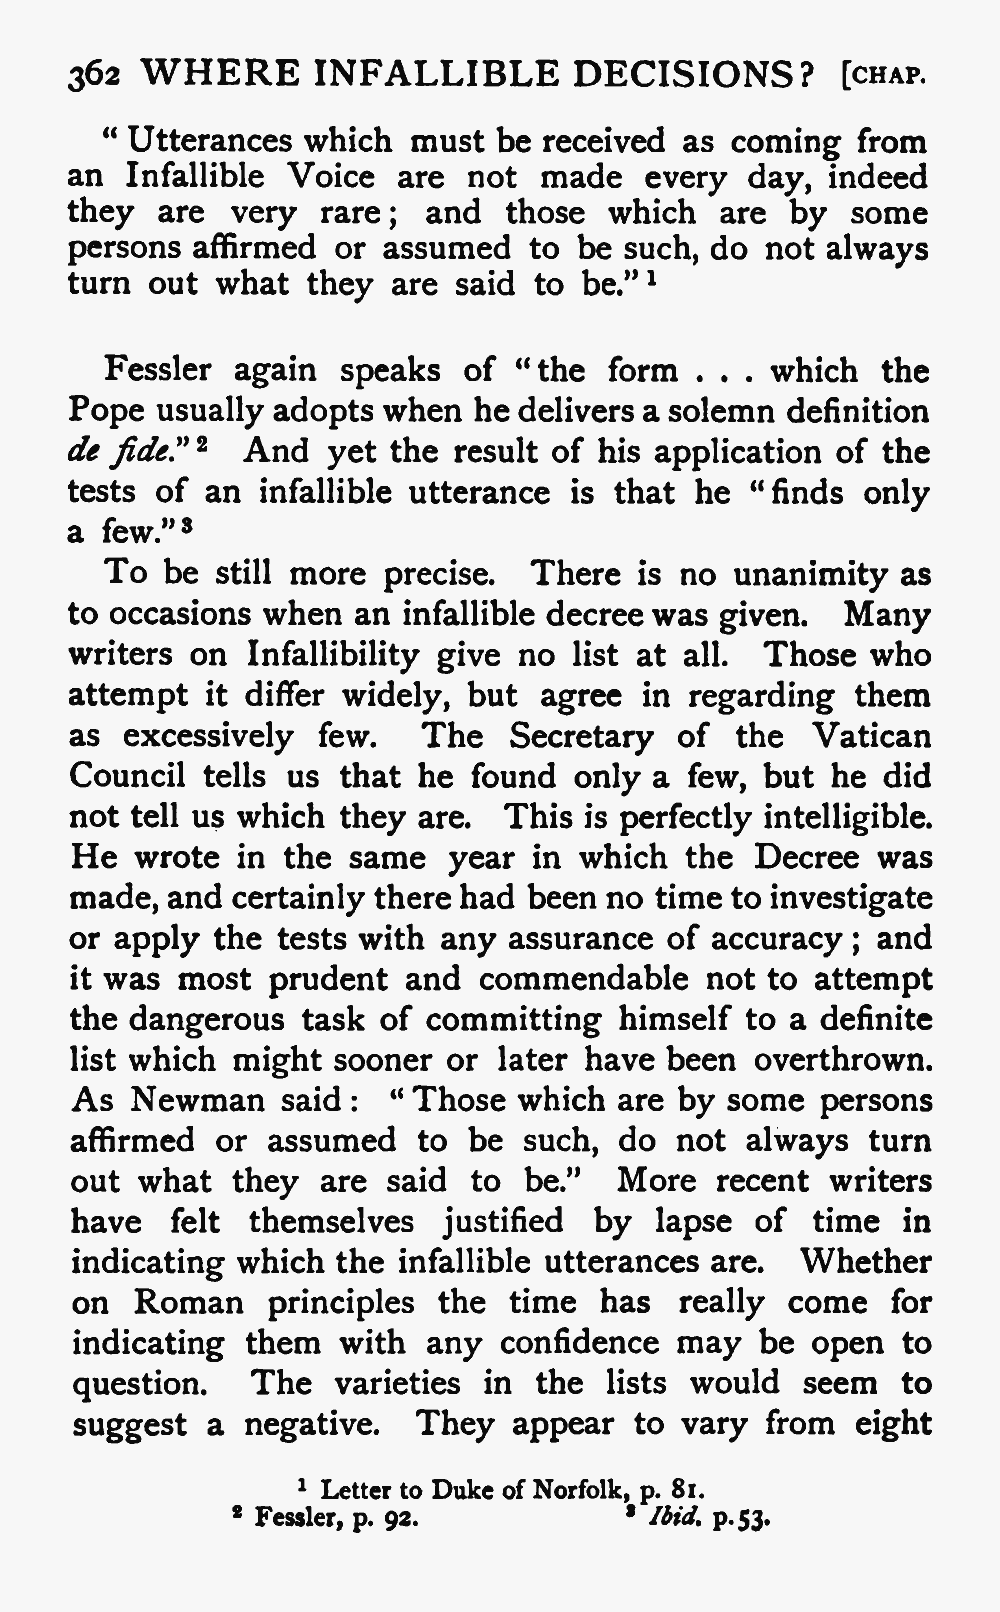 362 WHERE INFALLIBLE DECISIONS? [CHAP.
“Utterances which must be received as coming from
an Infallible Voice are not made every day, indeed
they are very rare; and those which are by some
persons affirmed or assumed to be such, do not always
turn out what they are said to be.”¹
Fessler again speaks of “the form . . . which the
Pope usually adopts when he delivers a solemn definition
de fide.”² And yet the result of his application of the
tests of an infallible utterance is that he “finds only
a few.”³
To be still more precise. There is no unanimity as
to occasions when an infallible decree was given. Many
writers on Infallibility give no list at all. Those who
attempt it differ widely, but agree in regarding them
as excessively few. The Secretary of the Vatican
Council tells us that he found only a few, but he did
not tell us which they are. This is perfectly intelligible.
He wrote in the same year in which the Decree was
made, and certainly there had been no time to investigate
or apply the tests with any assurance of accuracy; and
it was most prudent and commendable not to attempt
the dangerous task of committing himself to a definite
list which might sooner or later have been overthrown.
As Newman said: “Those which are by some persons
affirmed or assumed to be such, do not always turn
out what they are said to be.” More recent writers
have felt themselves justified by lapse of time in
indicating which the infallible utterances are. Whether
on Roman principles the time has really come for
indicating them with any confidence may be open to
question. The varieties in the lists would seem to
suggest a negative. They appear to vary from eight
¹ Letter to Duke of Norfolk, p. 81.
² Fessler, p. 92. ³ Ibid. p. 53.